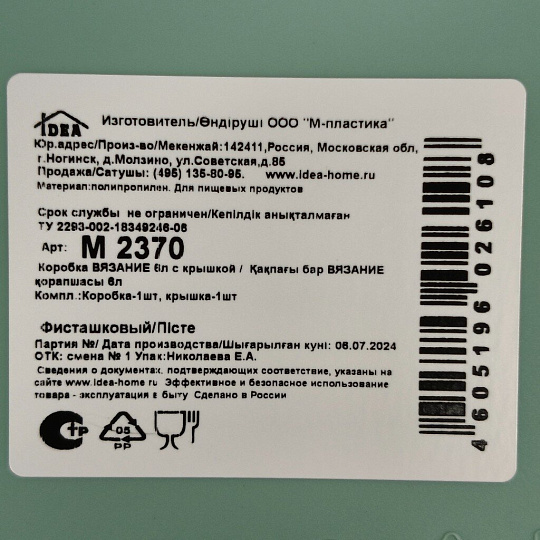 IDEA
Изготовитель/Өндіруші ООО "М-пластика"
Юр.адрес/Произ-во/Мекенжай:142411,Россия, Московская обл,
г.Ногинск, д.Молзино, ул.Советская,д.85
Продажа/Сатушы: (495) 135-80-95. www.idea-home.ru
Материал:полипропилен. Для пищевых продуктов
Срок службы не ограничен/Кепілдік анықталмаған
ТУ 2293-002-18349246-06
Арт: М 2370
Коробка ВЯЗАНИЕ 6л с крышкой / Қақпағы бар ВЯЗАНИЕ
қорапшасы 6л
Компл.:Коробка-1шт, крышка-1шт
Фисташковый/Пісте
Партия №/ Дата производства/Шығарылған куні: 06.07.2024
ОТК: смена № 1 Упак:Николаева Е.А.
Сведения о документах, подтверждающих соответствие, указаны на
сайте www.idea-home.ru Эффективное и безопасное использование
товара - эксплуатация в быту Сделано в России
05
PP
4605196026108